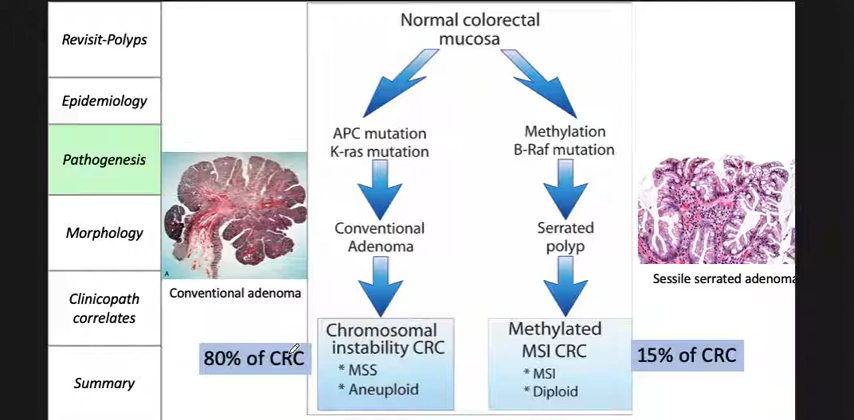 Revisit-Polyps
Epidemiology
Pathogenesis
Morphology
Clinicopath
correlates
Summary
A
Conventional adenoma
80% of CRC
Normal colorectal
mucosa
APC mutation
K-ras mutation
Conventional
Adenoma
Chromosomal
instability CRC
* MSS
* Aneuploid
Methylation
B-Raf mutation
Serrated
polyp
Methylated
MSI CRC
* MSI
* Diploid
Sessile serrated adenoma
15% of CRC